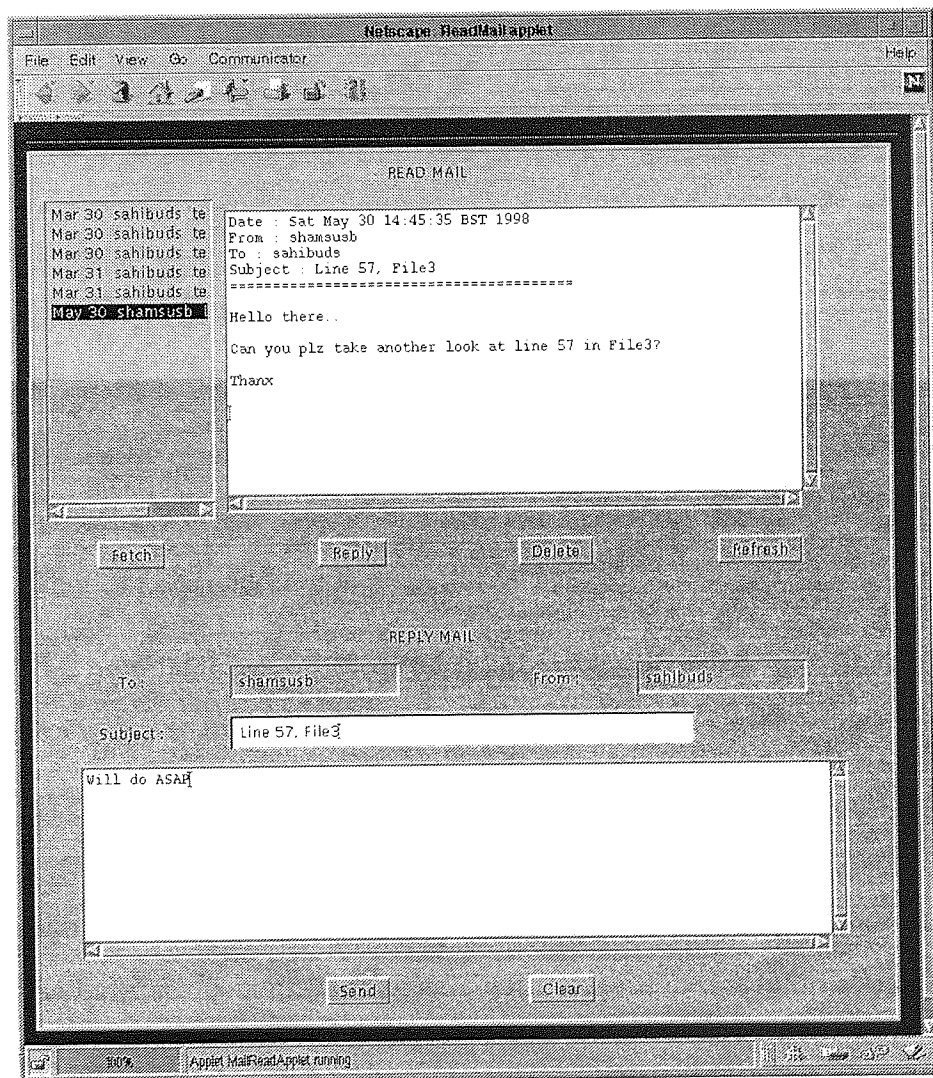 Netscape: ReadMail applet
File Edit View Go Communicator Help
N
READ MAIL
Mar 30 sahibuds te
Mar 30 sahibuds te
Mar 30 sahibuds te
Mar 31 sahibuds te
Mar 31 sahibuds te
May 30 shamsusb
Date : Sat May 30 14:45:35 BST 1998
From : shamsusb
To : sahibuds
Subject : Line 57, File3
========================================
Hello there..
Can you plz take another look at line 57 in File3?
Thanx
Fetch Reply Delete Refresh
REPLY MAIL
To : shamsusb From : sahibuds
Subject : Line 57, File3
Will do ASAP
Send Clear
100% Applet MailReadApplet running